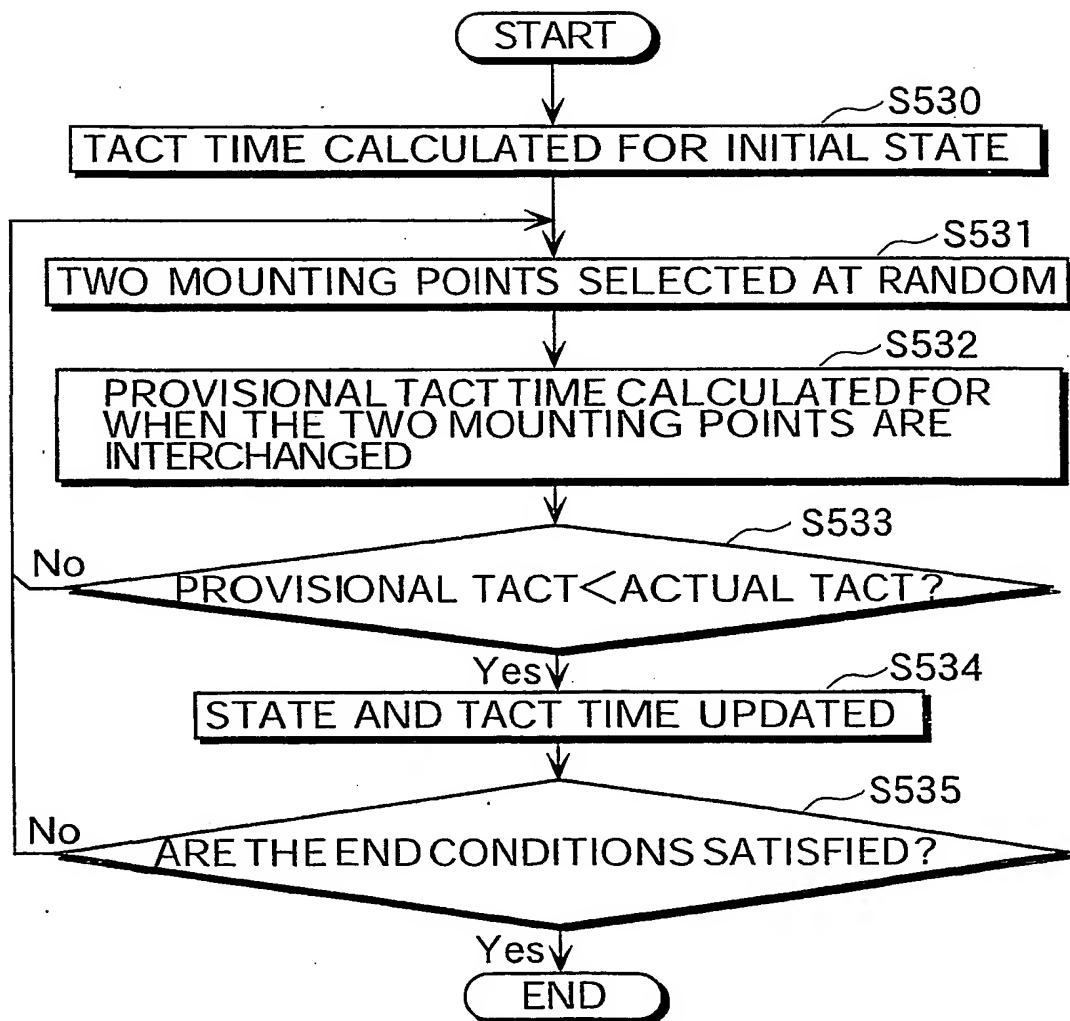 START
S530
TACT TIME CALCULATED FOR INITIAL STATE
S531
TWO MOUNTING POINTS SELECTED AT RANDOM
S532
PROVISIONAL TACT TIME CALCULATED FOR
WHEN THE TWO MOUNTING POINTS ARE
INTERCHANGED
S533
No
PROVISIONAL TACT<ACTUAL TACT?
Yes
S534
STATE AND TACT TIME UPDATED
S535
No
ARE THE END CONDITIONS SATISFIED?
Yes
END